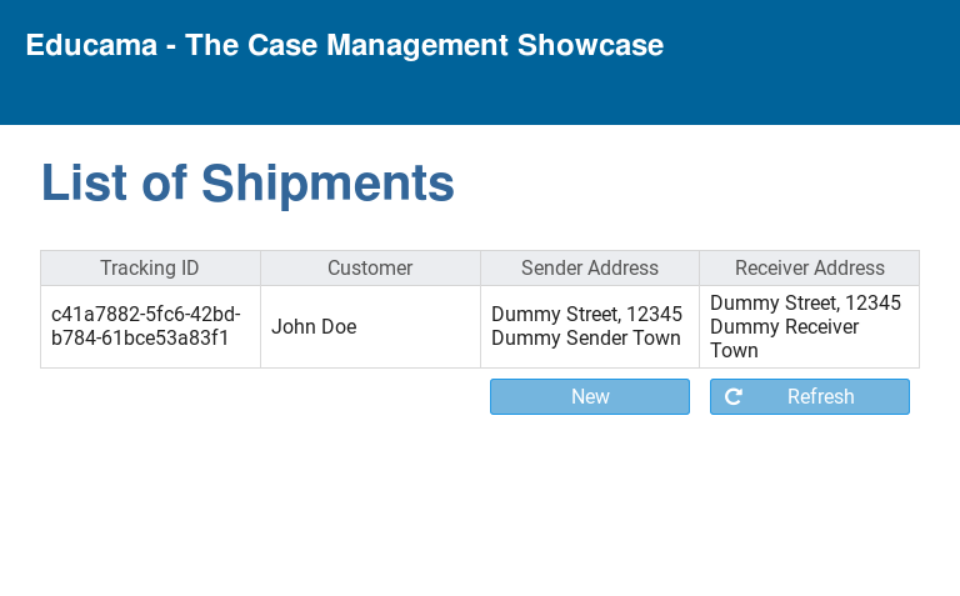 Educama - The Case Management Showcase
List of Shipments
Tracking ID
Customer
Sender Address
Receiver Address
c41a7882-5fc6-42bd-
b784-61bce53a83f1
John Doe
Dummy Street, 12345
Dummy Sender Town
Dummy Street, 12345
Dummy Receiver
Town
New
Refresh